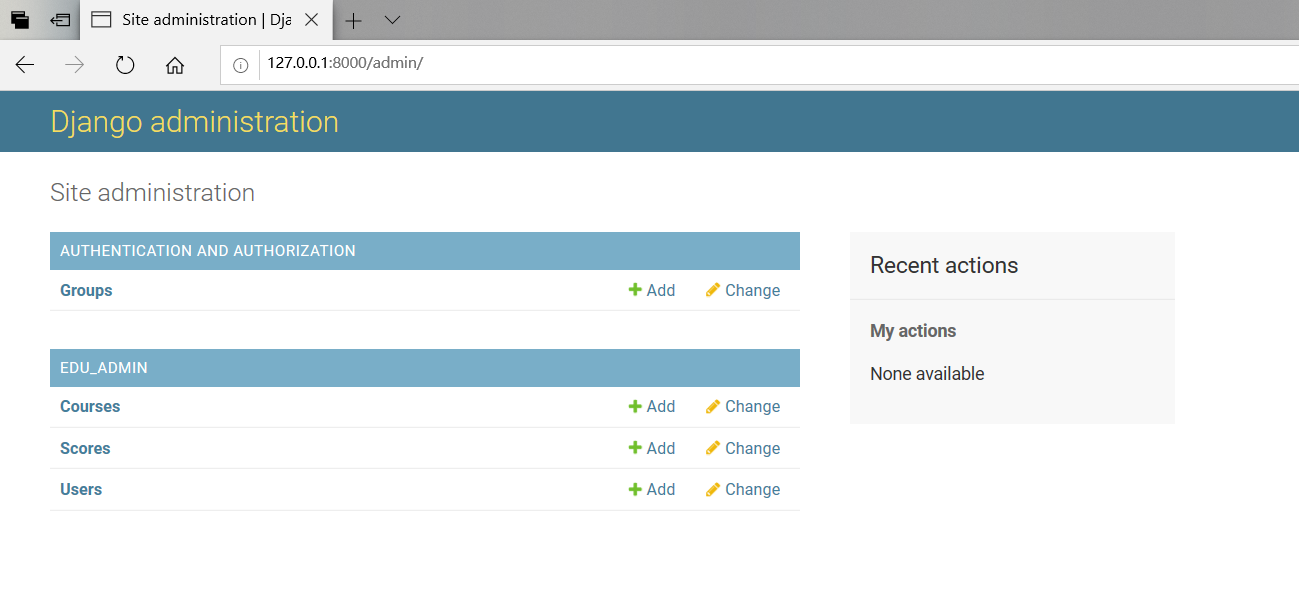 Site administration | Dja
127.0.0.1:8000/admin/
Django administration
Site administration
AUTHENTICATION AND AUTHORIZATION
Groups Add Change
EDU_ADMIN
Courses Add Change
Scores Add Change
Users Add Change
Recent actions
My actions
None available